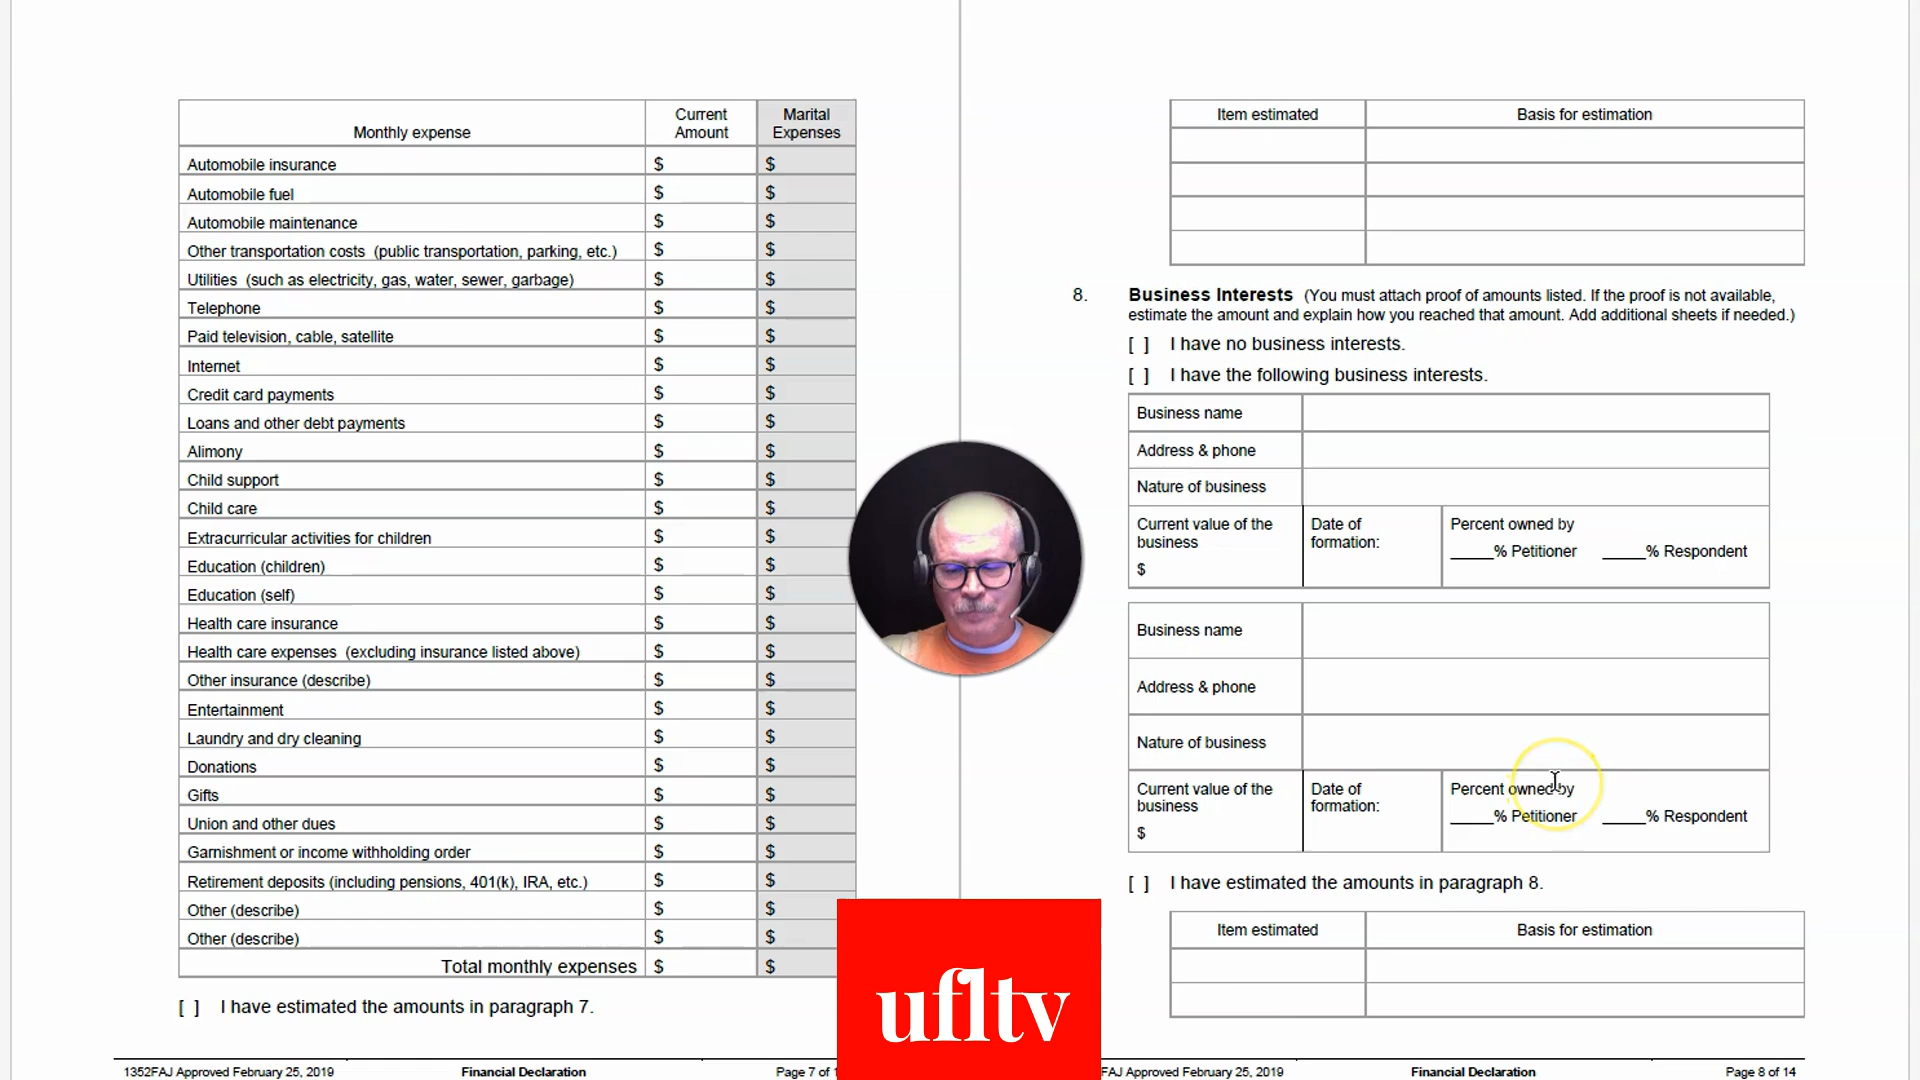 Monthly expense
Current Amount
Marital Expenses
Automobile insurance $ $
Automobile fuel $ $
Automobile maintenance $ $
Other transportation costs (public transportation, parking, etc.) $ $
Utilities (such as electricity, gas, water, sewer, garbage) $ $
Telephone $ $
Paid television, cable, satellite $ $
Internet $ $
Credit card payments $ $
Loans and other debt payments $ $
Alimony $ $
Child support $ $
Child care $ $
Extracurricular activities for children $ $
Education (children) $ $
Education (self) $ $
Health care insurance $ $
Health care expenses (excluding insurance listed above) $ $
Other insurance (describe) $ $
Entertainment $ $
Laundry and dry cleaning $ $
Donations $ $
Gifts $ $
Union and other dues $ $
Garnishment or income withholding order $ $
Retirement deposits (including pensions, 401(k), IRA, etc.) $ $
Other (describe) $ $
Other (describe) $ $
Total monthly expenses $ $
[ ] I have estimated the amounts in paragraph 7.
1352FAJ Approved February 25, 2019 Financial Declaration Page 7 of 1
Item estimated Basis for estimation
8. Business Interests (You must attach proof of amounts listed. If the proof is not available,
estimate the amount and explain how you reached that amount. Add additional sheets if needed.)
[ ] I have no business interests.
[ ] I have the following business interests.
Business name
Address & phone
Nature of business
Current value of the business
$
Date of formation:
Percent owned by
_____% Petitioner _____% Respondent
Business name
Address & phone
Nature of business
Current value of the business
$
Date of formation:
Percent owned by
_____% Petitioner _____% Respondent
[ ] I have estimated the amounts in paragraph 8.
Item estimated Basis for estimation
FAJ Approved February 25, 2019 Financial Declaration Page 8 of 14
ufltv